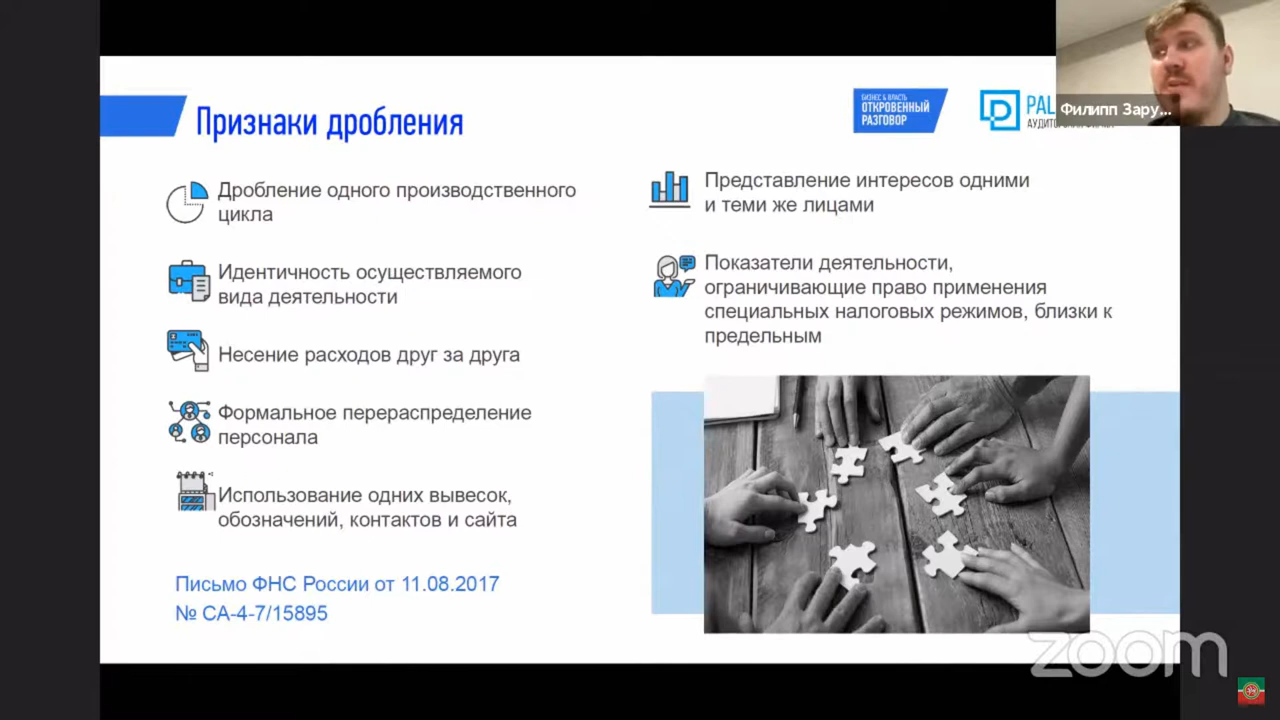 Признаки дробления
БИЗНЕС & ВЛАСТЬ
ОТКРОВЕННЫЙ
РАЗГОВОР
PAL
Филипп Зару...
Дробление одного производственного
цикла
Идентичность осуществляемого
вида деятельности
Несение расходов друг за друга
Формальное перераспределение
персонала
Использование одних вывесок,
обозначений, контактов и сайта
Письмо ФНС России от 11.08.2017
№ СА-4-7/15895
Представление интересов одними
и теми же лицами
Показатели деятельности,
ограничивающие право применения
специальных налоговых режимов, близки к
предельным
zoom